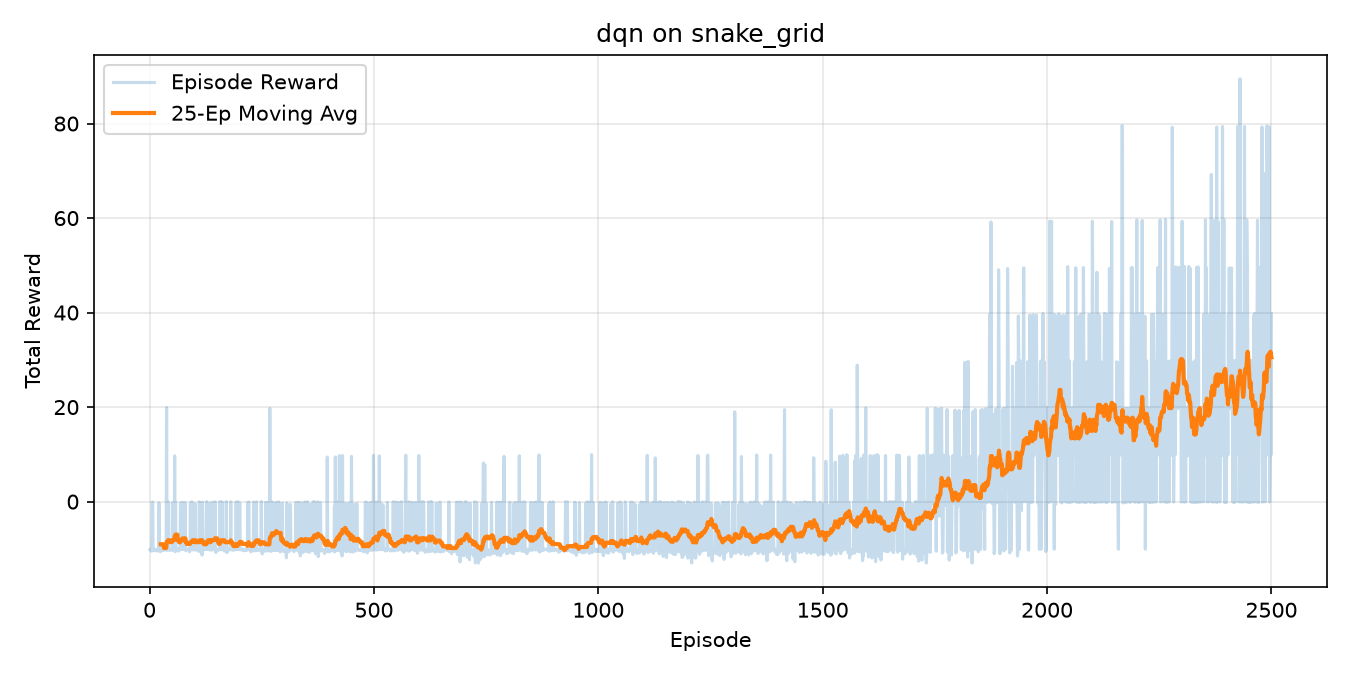 dqn on snake_grid
Episode Reward
25-Ep Moving Avg
Total Reward
80
60
40
20
0
0 500 1000 1500 2000 2500
Episode